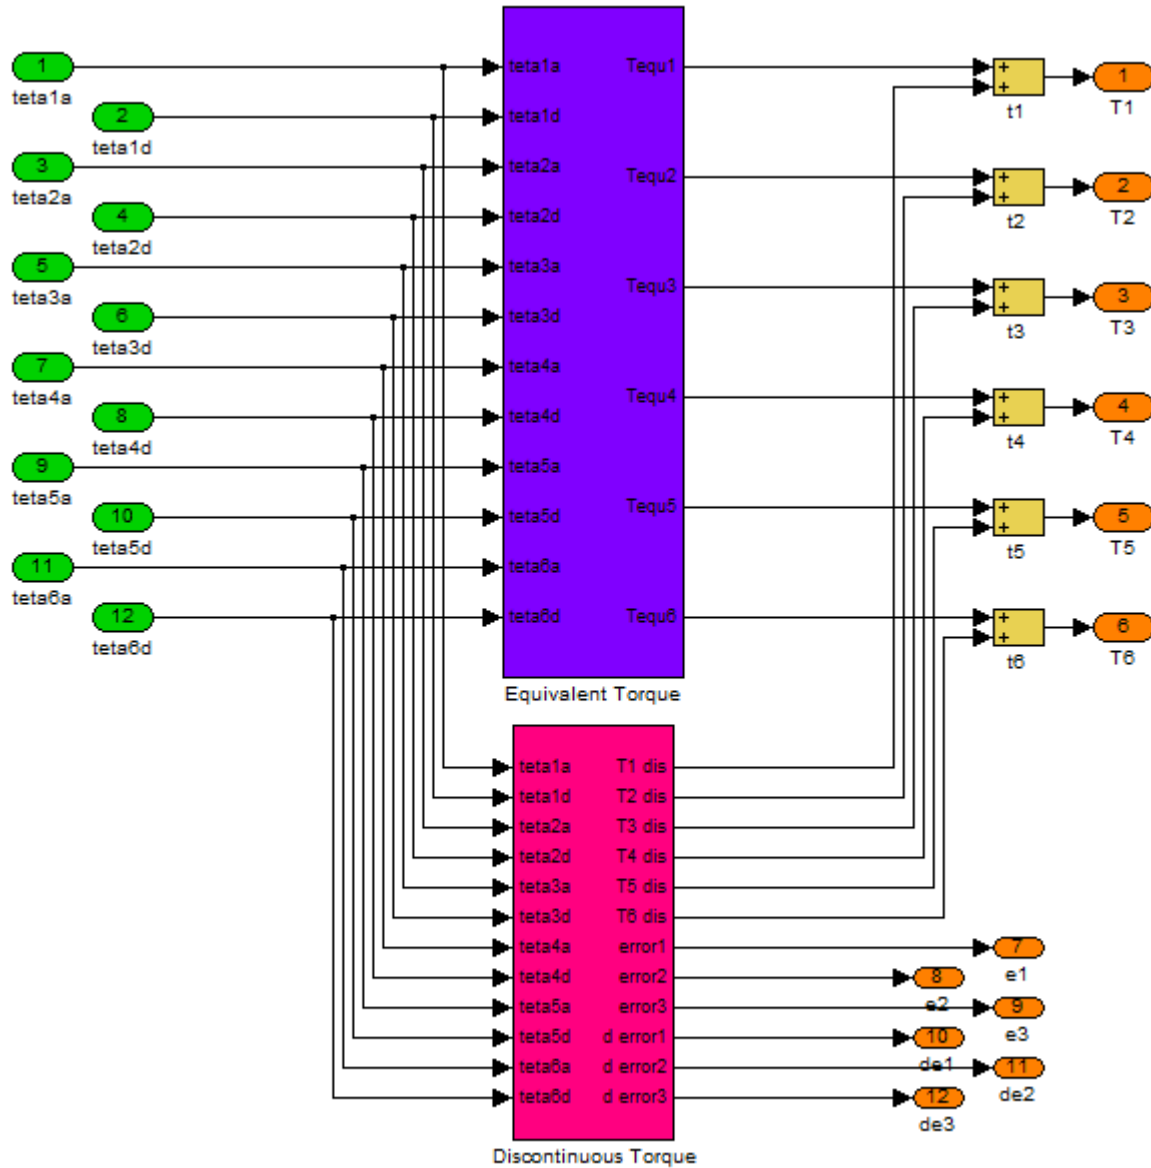 1
teta1a
2
teta1d
3
teta2a
4
teta2d
5
teta3a
6
teta3d
7
teta4a
8
teta4d
9
teta5a
10
teta5d
11
teta6a
12
teta6d
teta1a
teta1d
teta2a
teta2d
teta3a
teta3d
teta4a
teta4d
teta5a
teta5d
teta6a
teta6d
Tequ1
Tequ2
Tequ3
Tequ4
Tequ5
Tequ6
Equivalent Torque
+
+
t1
1
T1
+
+
t2
2
T2
+
+
t3
3
T3
+
+
t4
4
T4
+
+
t5
5
T5
+
+
t6
6
T6
teta1a
teta1d
teta2a
teta2d
teta3a
teta3d
teta4a
teta4d
teta5a
teta5d
teta6a
teta6d
T1 dis
T2 dis
T3 dis
T4 dis
T5 dis
T6 dis
error1
error2
error3
d error1
d error2
d error3
Discontinuous Torque
7
e1
8
e2
9
e3
10
de1
11
de2
12
de3